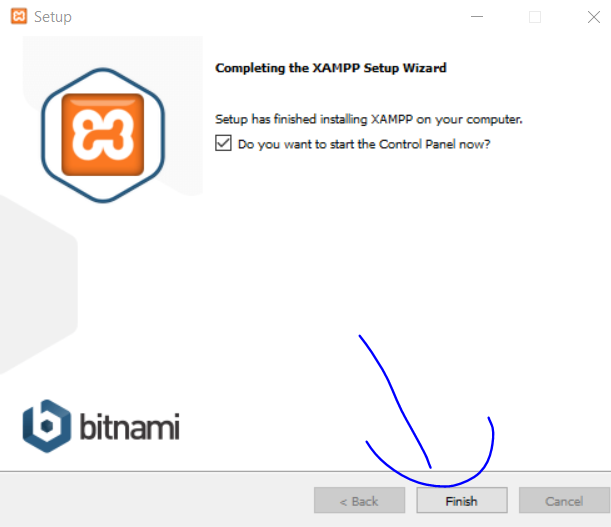 Setup
Completing the XAMPP Setup Wizard
Setup has finished installing XAMPP on your computer.
Do you want to start the Control Panel now?
bitnami
< Back
Finish
Cancel